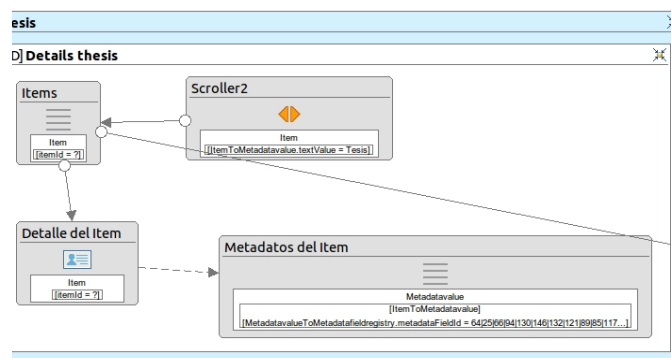 esis
D] Details thesis
Items
Item
[itemId = ?]
Scroller2
Item
[[ItemToMetadatavalue.textValue = Tesis]
Detalle del Item
Item
[itemId = ?]
Metadatos del Item
Metadatavalue
[ItemToMetadatavalue]
[MetadatavalueToMetadatafieldregistry.metadataFieldId = 64|25|66|94|130|146|132|121|89|85|117...]